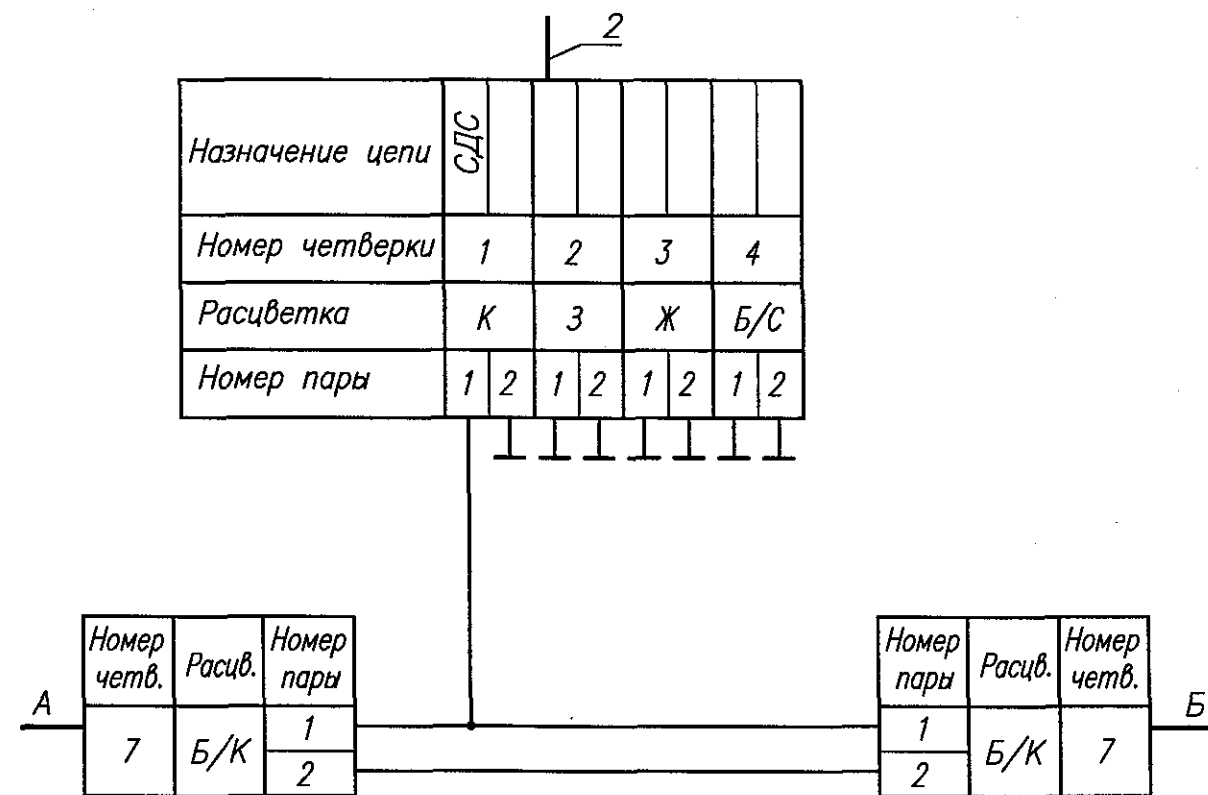 2
Назначение цепи СДС
Номер четверки 1 2 3 4
Расцветка К З Ж Б/С
Номер пары 1 2 1 2 1 2 1 2
Номер четв. Расцв. Номер пары
А
7 Б/К 1
2
Номер пары Расцв. Номер четв.
1 Б/К 7
2
Б